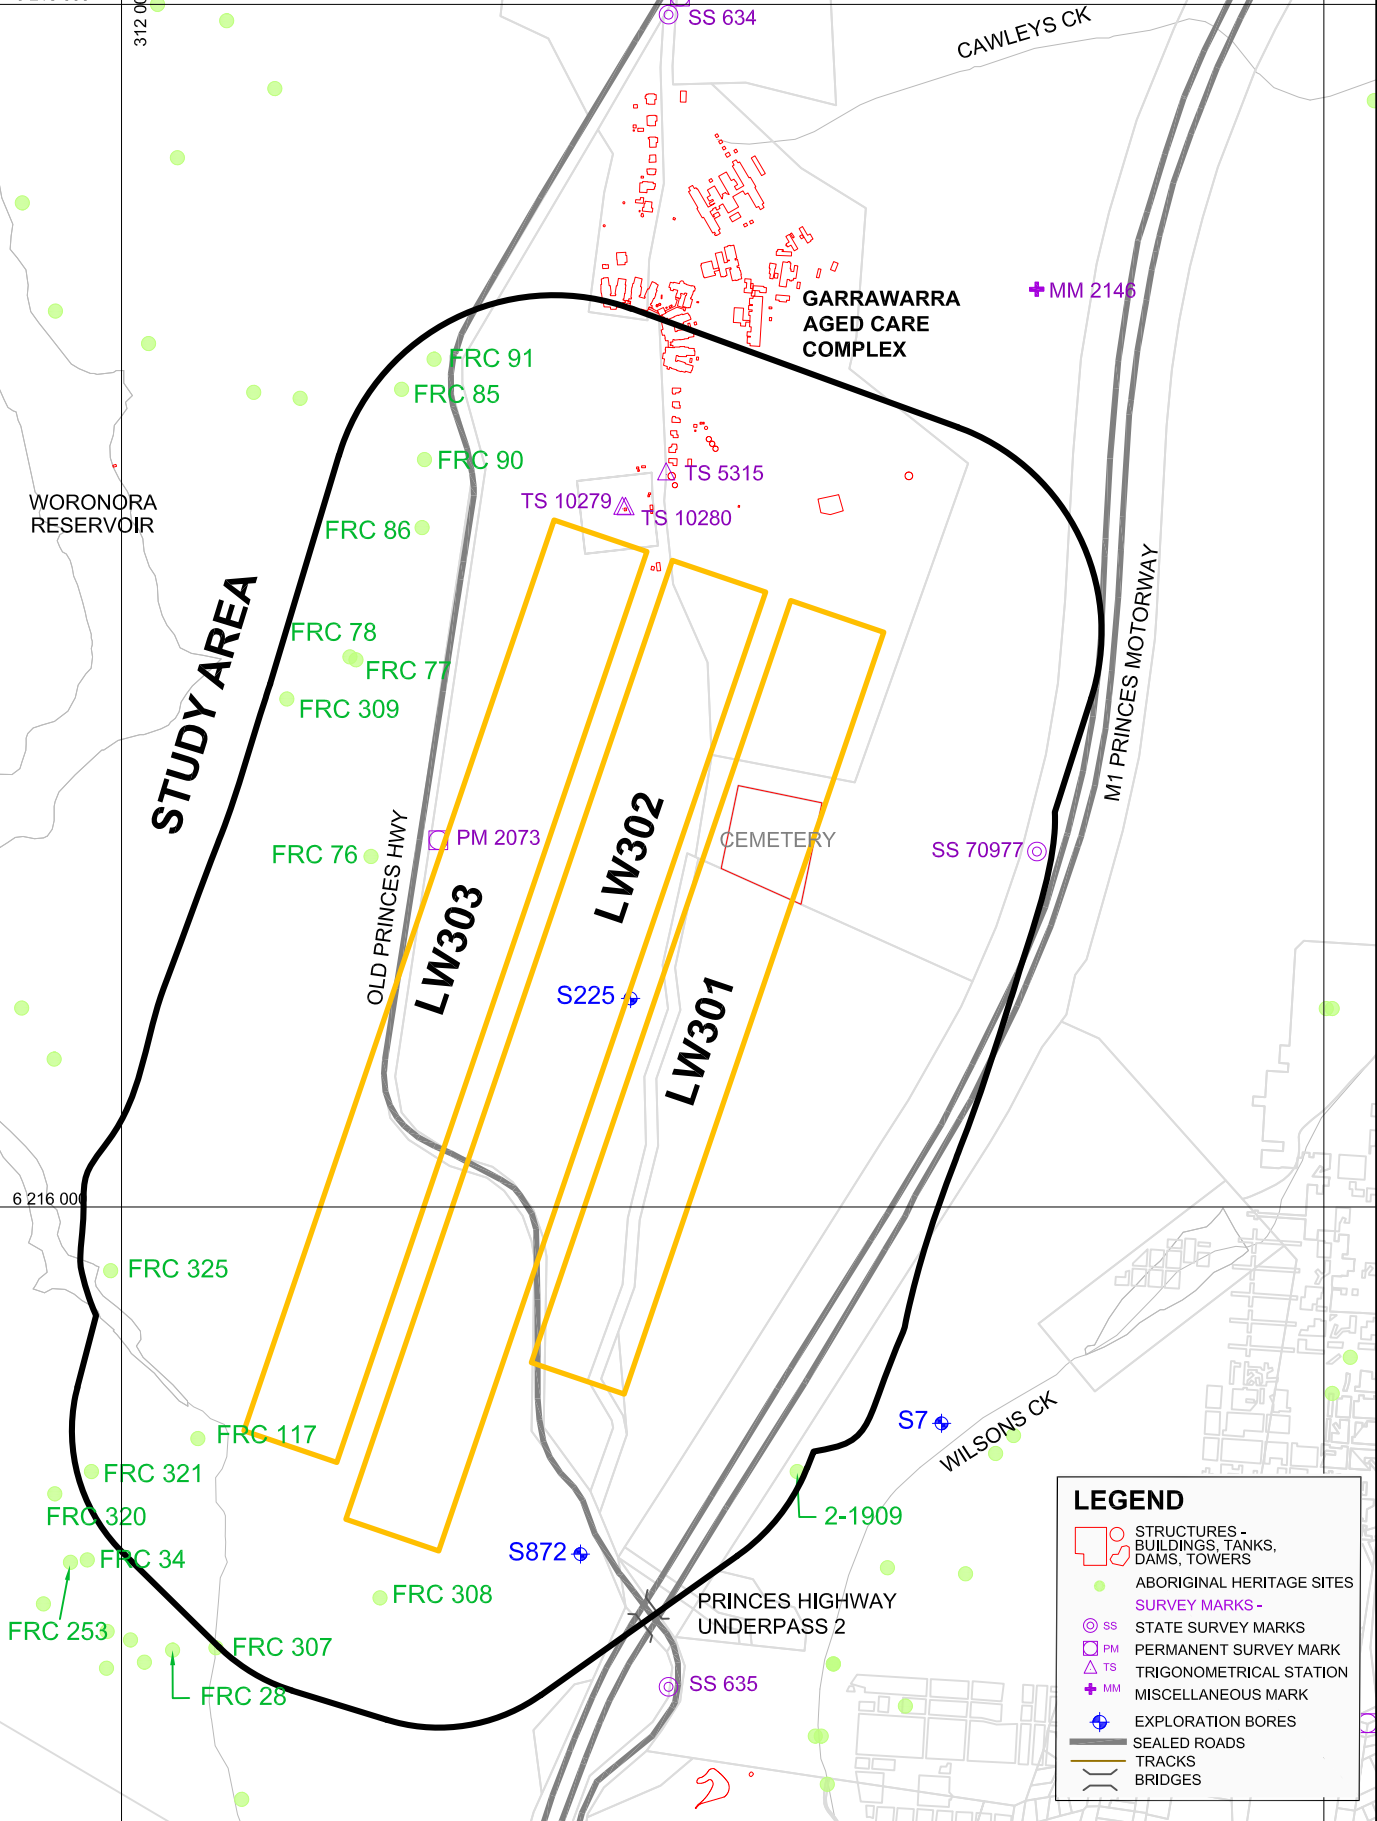 312 00
SS 634
CAWLEYS CK
MM 2146
GARRAWARRA
AGED CARE
COMPLEX
FRC 91
FRC 85
FRC 90
TS 5315
WORONORA
RESERVOIR
TS 10279
TS 10280
FRC 86
STUDY AREA
M1 PRINCES MOTORWAY
FRC 78
FRC 77
FRC 309
OLD PRINCES HWY
PM 2073
LW302
CEMETERY
SS 70977
FRC 76
LW303
S225
LW301
6 216 000
FRC 325
FRC 117
S7
WILSONS CK
FRC 321
FRC 320
2-1909
S872
FRC 34
FRC 308
PRINCES HIGHWAY
UNDERPASS 2
FRC 253
FRC 307
FRC 28
SS 635
LEGEND
STRUCTURES -
BUILDINGS, TANKS,
DAMS, TOWERS
ABORIGINAL HERITAGE SITES
SURVEY MARKS -
SS STATE SURVEY MARKS
PM PERMANENT SURVEY MARK
TS TRIGONOMETRICAL STATION
MM MISCELLANEOUS MARK
EXPLORATION BORES
SEALED ROADS
TRACKS
BRIDGES